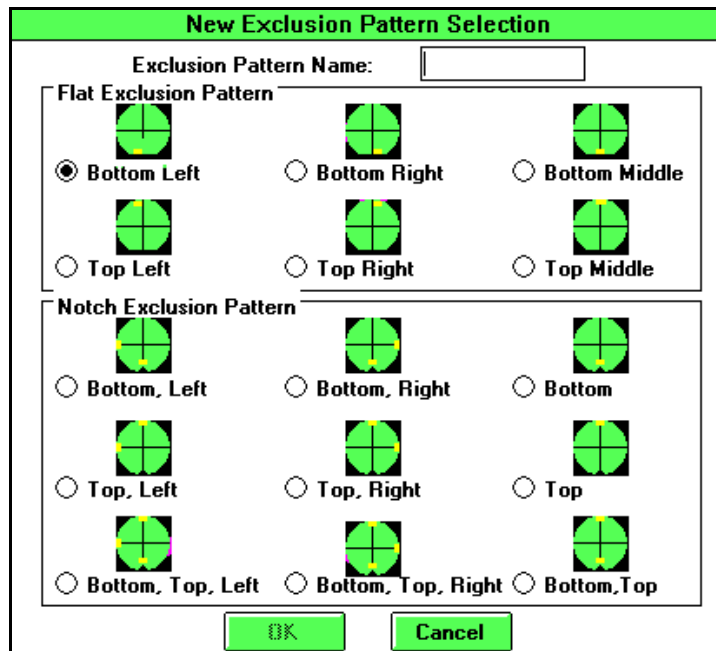 New Exclusion Pattern Selection
Exclusion Pattern Name:
Flat Exclusion Pattern
Bottom Left Bottom Right Bottom Middle
Top Left Top Right Top Middle
Notch Exclusion Pattern
Bottom, Left Bottom, Right Bottom
Top, Left Top, Right Top
Bottom, Top, Left Bottom, Top, Right Bottom,Top
OK Cancel